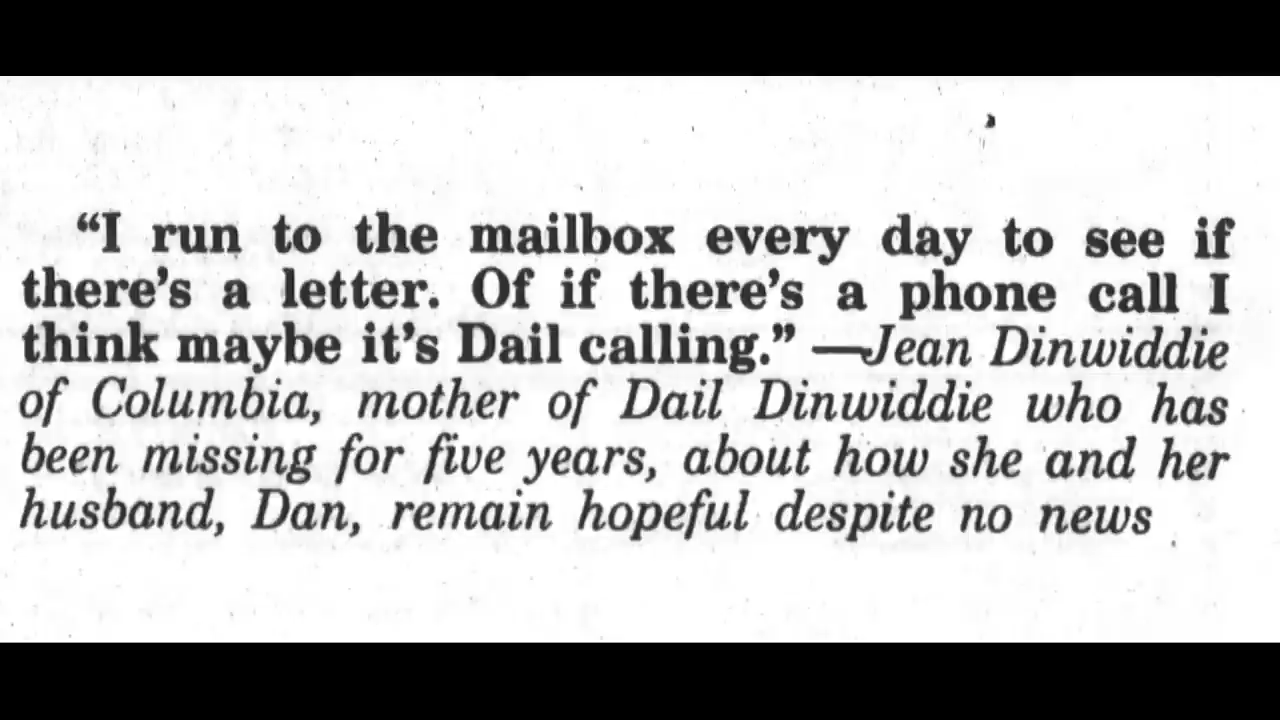 “I run to the mailbox every day to see if
there’s a letter. Of if there’s a phone call I
think maybe it’s Dail calling.” —Jean Dinwiddie
of Columbia, mother of Dail Dinwiddie who has
been missing for five years, about how she and her
husband, Dan, remain hopeful despite no news